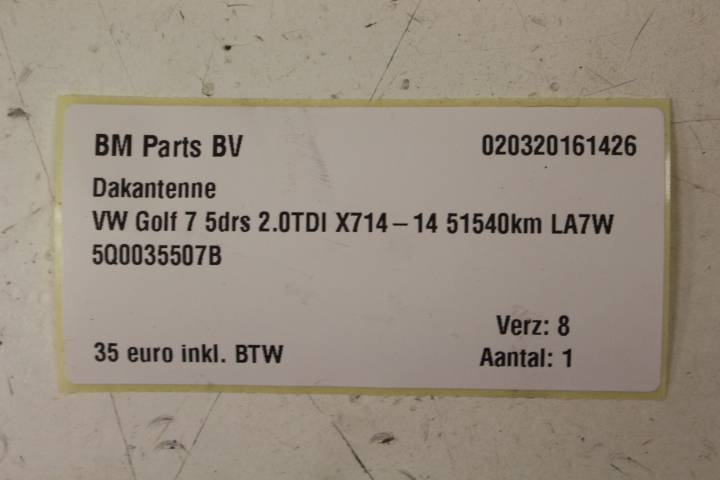 BM Parts BV 020320161426
Dakantenne
VW Golf 7 5drs 2.0TDI X714 – 14 51540km LA7W
5Q0035507B
Verz: 8
35 euro inkl. BTW Aantal: 1